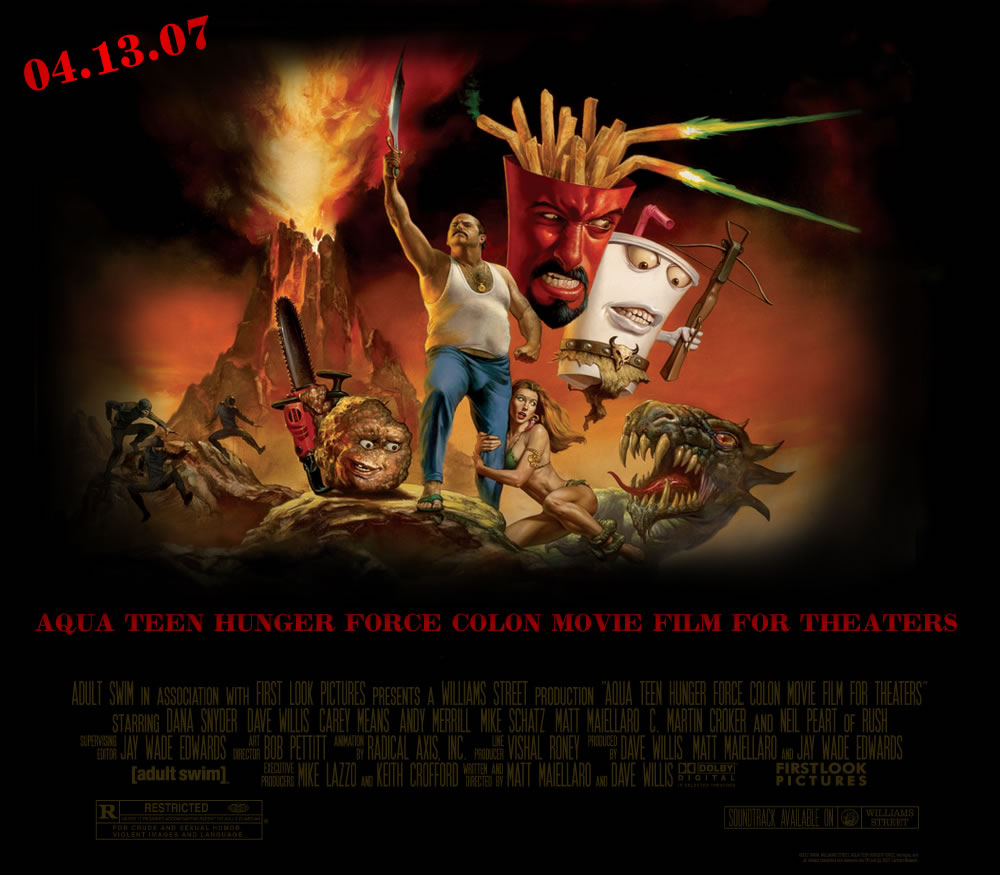 04.13.07
AQUA TEEN HUNGER FORCE COLON MOVIE FILM FOR THEATERS
ADULT SWIM IN ASSOCIATION WITH FIRST LOOK PICTURES PRESENTS A WILLIAMS STREET PRODUCTION "AQUA TEEN HUNGER FORCE COLON MOVIE FILM FOR THEATERS"
STARRING DANA SNYDER DAVE WILLIS CAREY MEANS ANDY MERRILL MIKE SCHATZ MATT MAIELLARO C. MARTIN CROKER AND NEIL PEART OF RUSH
SUPERVISING EDITOR JAY WADE EDWARDS ART DIRECTOR BOB PETTITT ANIMATION BY RADICAL AXIS, INC. LINE PRODUCER VISHAL RONEY PRODUCED BY DAVE WILLIS MATT MAIELLARO AND JAY WADE EDWARDS
[adult swim] EXECUTIVE PRODUCERS MIKE LAZZO AND KEITH CROFFORD WRITTEN AND DIRECTED BY MATT MAIELLARO AND DAVE WILLIS DOLBY DIGITAL IN SELECTED THEATERS FIRST LOOK PICTURES
R RESTRICTED
FOR CRUDE AND SEXUAL HUMOR
VIOLENT IMAGES AND LANGUAGE
SOUNDTRACK AVAILABLE ON WILLIAMS STREET